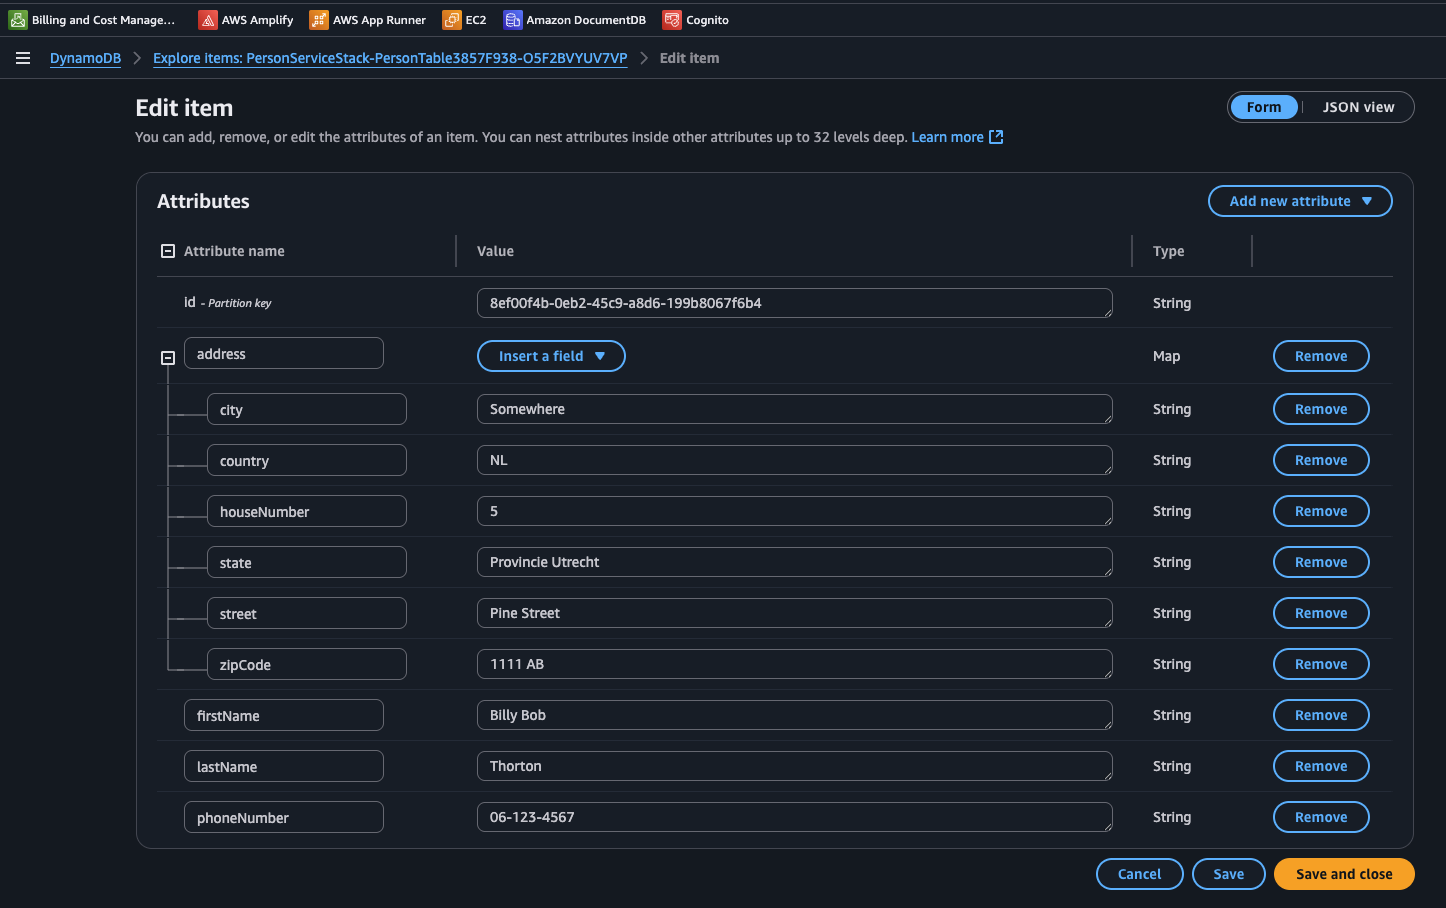 Billing and Cost Manage... AWS Amplify AWS App Runner EC2 Amazon DocumentDB Cognito
DynamoDB Explore items: PersonServiceStack-PersonTable3857F938-O5F2BVYUV7VP Edit item
Edit item
Form JSON view
You can add, remove, or edit the attributes of an item. You can nest attributes inside other attributes up to 32 levels deep. Learn more
Attributes
Add new attribute
Attribute name Value Type
id - Partition key 8ef00f4b-0eb2-45c9-a8d6-199b8067f6b4 String
address Insert a field Map Remove
city Somewhere String Remove
country NL String Remove
houseNumber 5 String Remove
state Provincie Utrecht String Remove
street Pine Street String Remove
zipCode 1111 AB String Remove
firstName Billy Bob String Remove
lastName Thorton String Remove
phoneNumber 06-123-4567 String Remove
Cancel Save Save and close